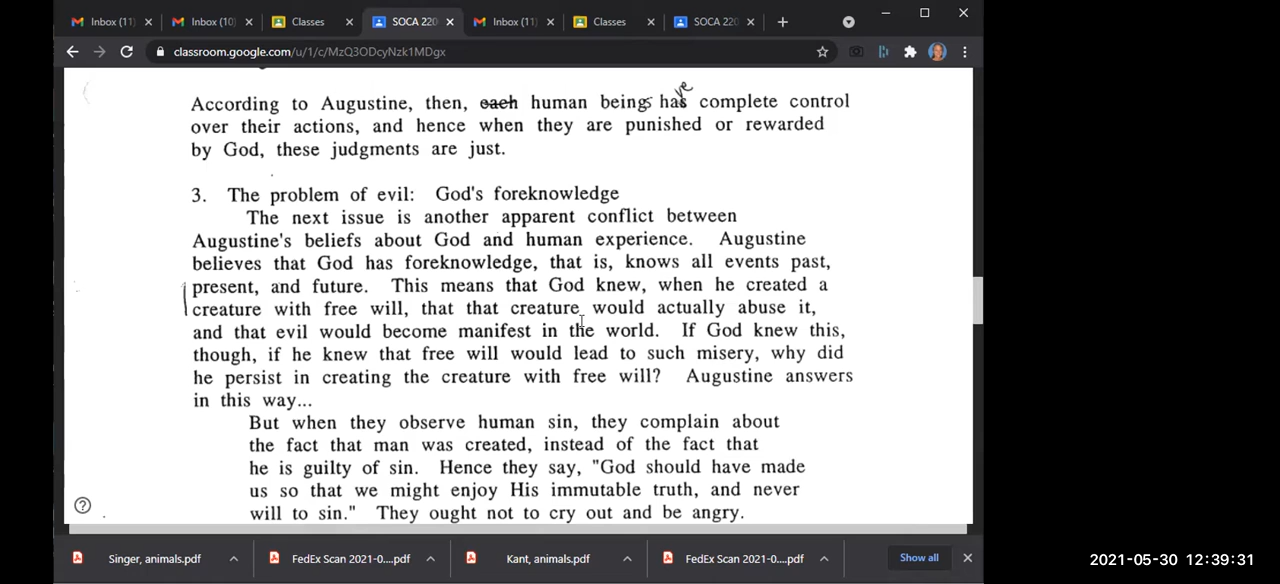 Inbox (11)
Inbox (10)
Classes
SOCA 220
Inbox (11)
Classes
SOCA 220
classroom.google.com/u/1/c/MzQ3ODcyNzk1MDgx
According to Augustine, then, each human beings have complete control
over their actions, and hence when they are punished or rewarded
by God, these judgments are just.
3. The problem of evil: God's foreknowledge
The next issue is another apparent conflict between
Augustine's beliefs about God and human experience. Augustine
believes that God has foreknowledge, that is, knows all events past,
present, and future. This means that God knew, when he created a
creature with free will, that that creature would actually abuse it,
and that evil would become manifest in the world. If God knew this,
though, if he knew that free will would lead to such misery, why did
he persist in creating the creature with free will? Augustine answers
in this way...
But when they observe human sin, they complain about
the fact that man was created, instead of the fact that
he is guilty of sin. Hence they say, "God should have made
us so that we might enjoy His immutable truth, and never
will to sin." They ought not to cry out and be angry.
Singer, animals.pdf
FedEx Scan 2021-0....pdf
Kant, animals.pdf
FedEx Scan 2021-0....pdf
Show all
2021-05-30 12:39:31